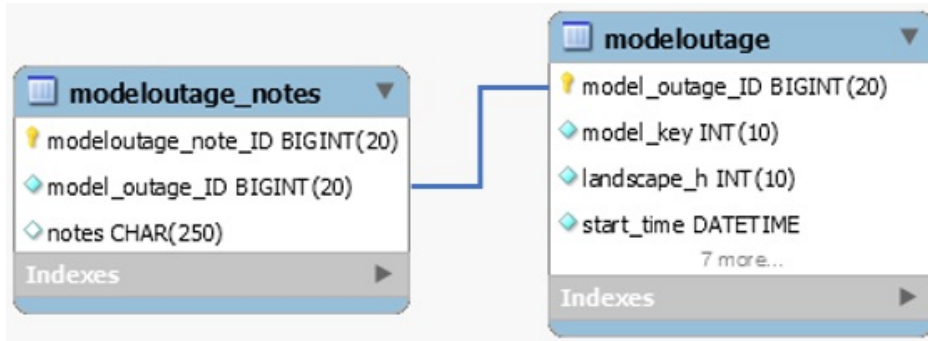 modeloutage_notes
modeloutage_note_ID BIGINT(20)
model_outage_ID BIGINT(20)
notes CHAR(250)
Indexes
modeloutage
model_outage_ID BIGINT(20)
model_key INT(10)
landscape_h INT(10)
start_time DATETIME
7 more...
Indexes